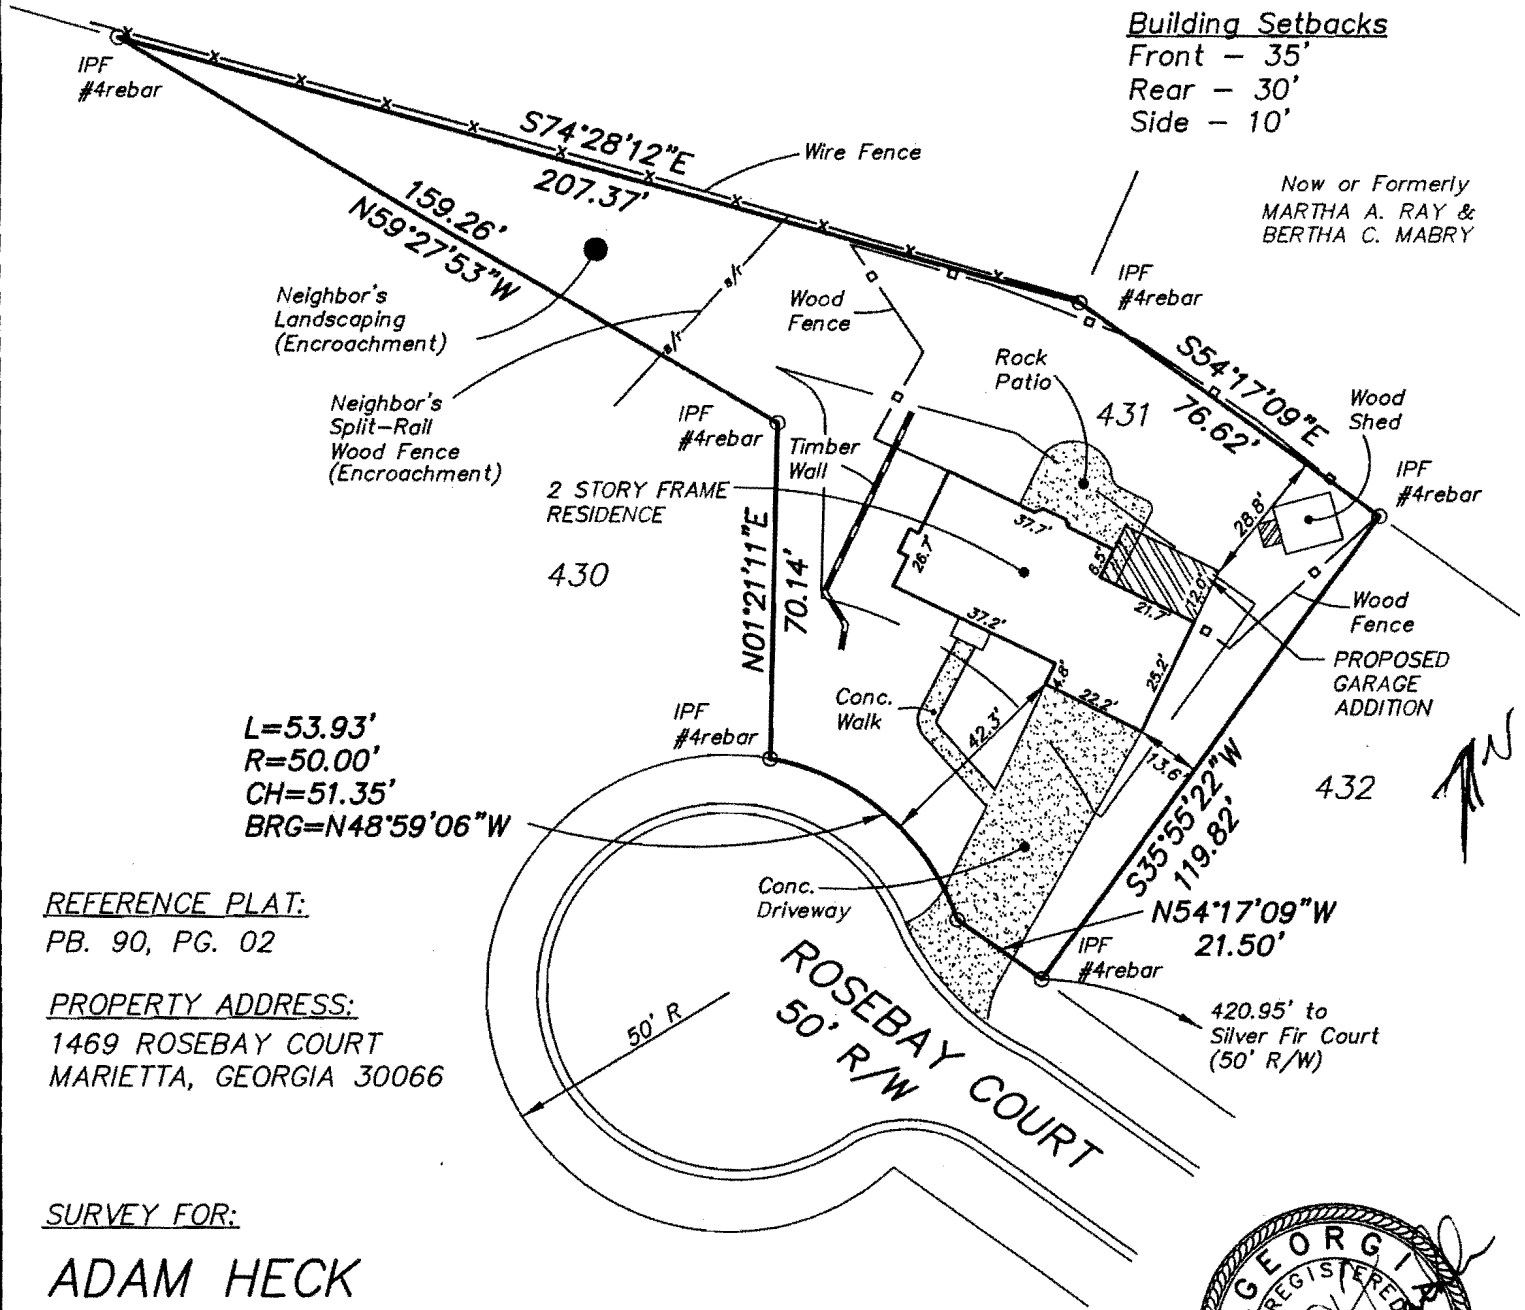 Building Setbacks
Front – 35'
Rear – 30'
Side – 10'
IPF
#4rebar
S74°28'12"E
207.37'
Wire Fence
Now or Formerly
MARTHA A. RAY &
BERTHA C. MABRY
159.26'
N59°27'53"W
IPF
#4rebar
Neighbor's
Landscaping
(Encroachment)
s/r
s/r
Wood
Fence
Rock
Patio
S54°17'09"E
76.62'
431
Wood
Shed
Neighbor's
Split-Rail
Wood Fence
(Encroachment)
IPF
#4rebar
Timber
Wall
IPF
#4rebar
2 STORY FRAME
RESIDENCE
430
37.7'
28.8'
26.7'
6.5'
12.0'
21.7'
37.2'
N01°21'11"E
70.14'
Wood
Fence
PROPOSED
GARAGE
ADDITION
25.2'
4.8'
22.2'
Conc.
Walk
42.3'
13.6'
IPF
#4rebar
L=53.93'
R=50.00'
CH=51.35'
BRG=N48°59'06"W
S35°55'22"W
119.82'
432
N
Conc.
Driveway
N54°17'09"W
21.50'
IPF
#4rebar
REFERENCE PLAT:
PB. 90, PG. 02
PROPERTY ADDRESS:
1469 ROSEBAY COURT
MARIETTA, GEORGIA 30066
50' R
ROSEBAY COURT
50' R/W
420.95' to
Silver Fir Court
(50' R/W)
SURVEY FOR:
ADAM HECK
GEORGIA
REGISTERED